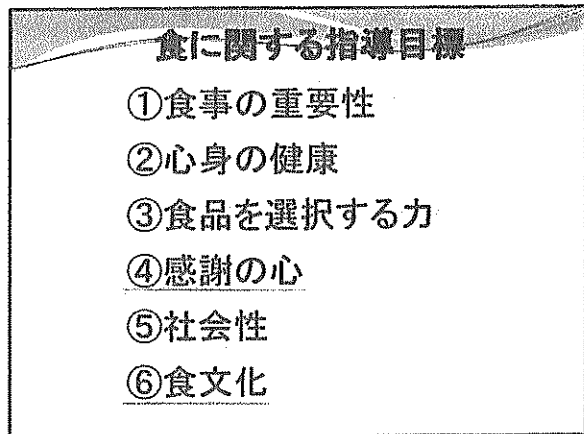 食に関する指導目標
①食事の重要性
②心身の健康
③食品を選択する力
④感謝の心
⑤社会性
⑥食文化